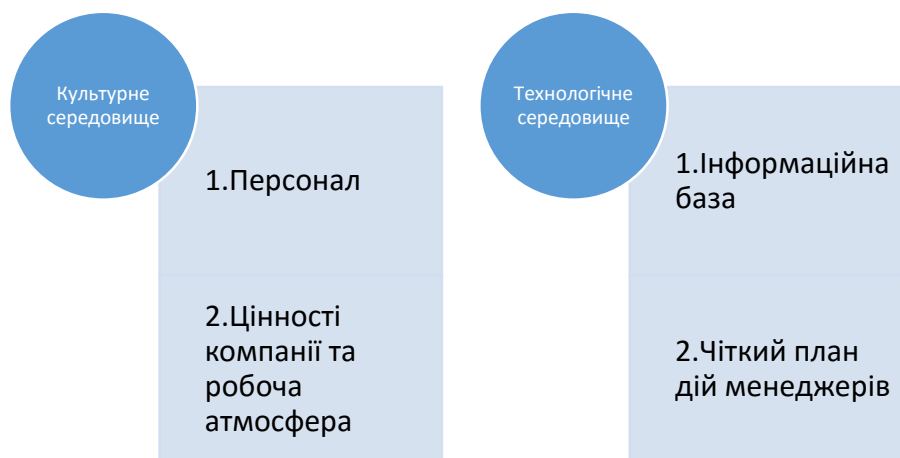 Культурне
середовище
1.Персонал
2.Цінності
компанії та
робоча
атмосфера
Технологічне
середовище
1.Інформаційна
база
2.Чіткий план
дій менеджерів